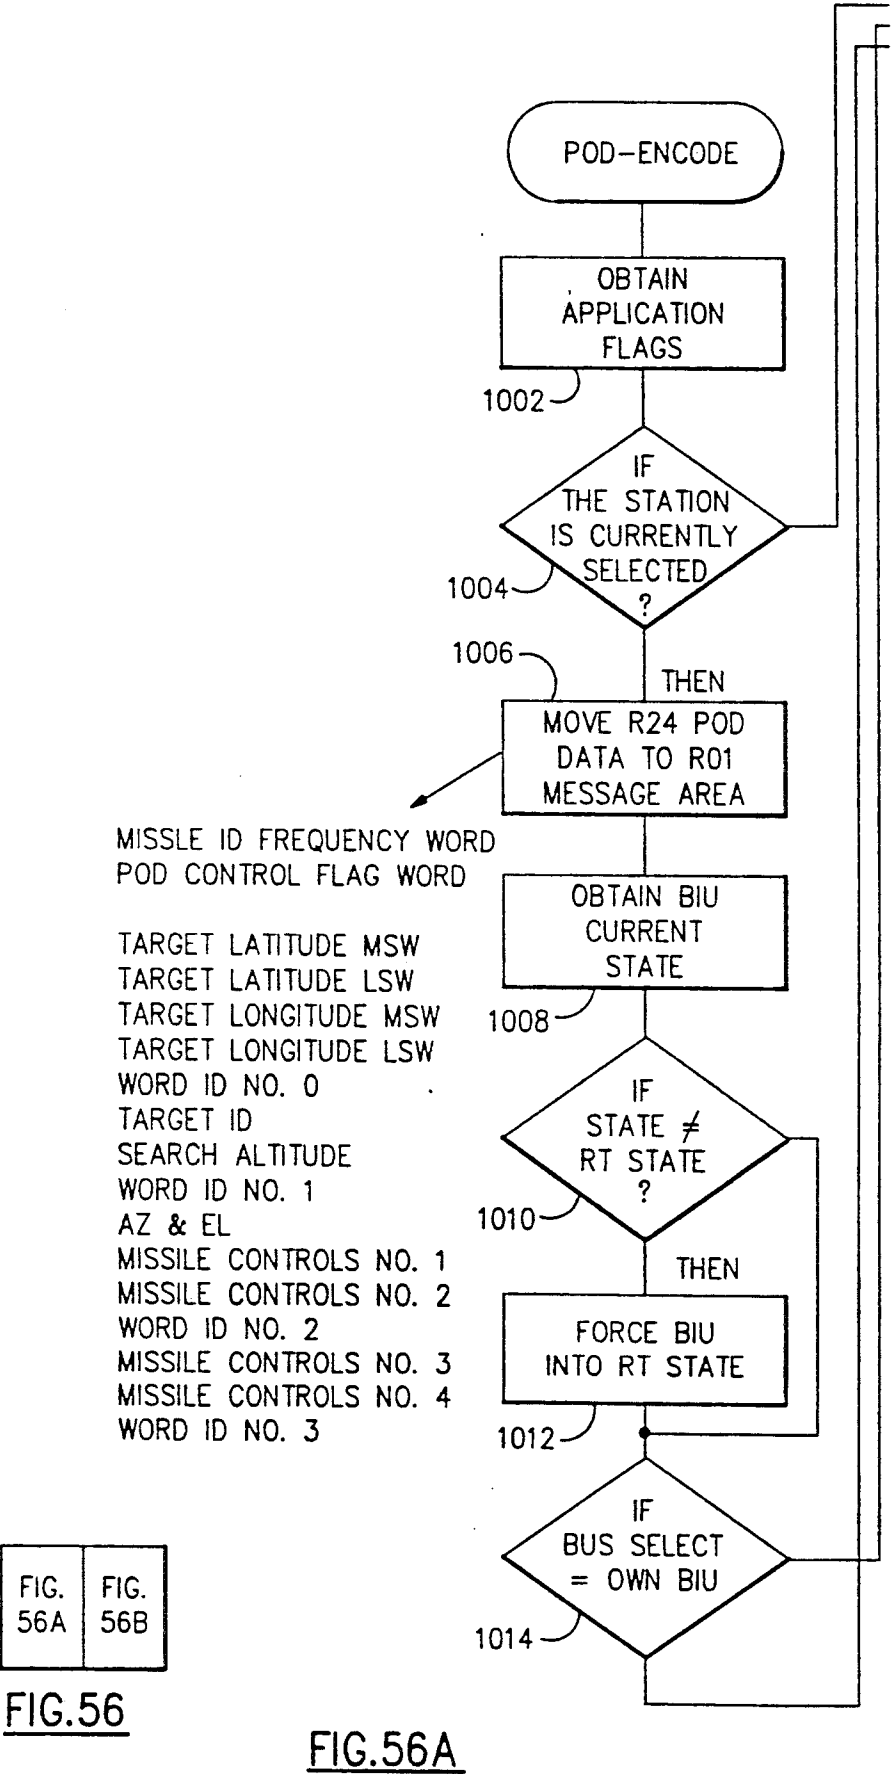 POD-ENCODE
OBTAIN
APPLICATION
FLAGS
1002
IF
THE STATION
IS CURRENTLY
SELECTED
?
1004
1006
THEN
MOVE R24 POD
DATA TO R01
MESSAGE AREA
MISSLE ID FREQUENCY WORD
POD CONTROL FLAG WORD
TARGET LATITUDE MSW
TARGET LATITUDE LSW
TARGET LONGITUDE MSW
TARGET LONGITUDE LSW
WORD ID NO. 0
TARGET ID
SEARCH ALTITUDE
WORD ID NO. 1
AZ & EL
MISSILE CONTROLS NO. 1
MISSILE CONTROLS NO. 2
WORD ID NO. 2
MISSILE CONTROLS NO. 3
MISSILE CONTROLS NO. 4
WORD ID NO. 3
OBTAIN BIU
CURRENT
STATE
1008
IF
STATE ≠
RT STATE
?
1010
THEN
FORCE BIU
INTO RT STATE
1012
IF
BUS SELECT
= OWN BIU
1014
FIG.
56A
FIG.
56B
FIG.56
FIG.56A